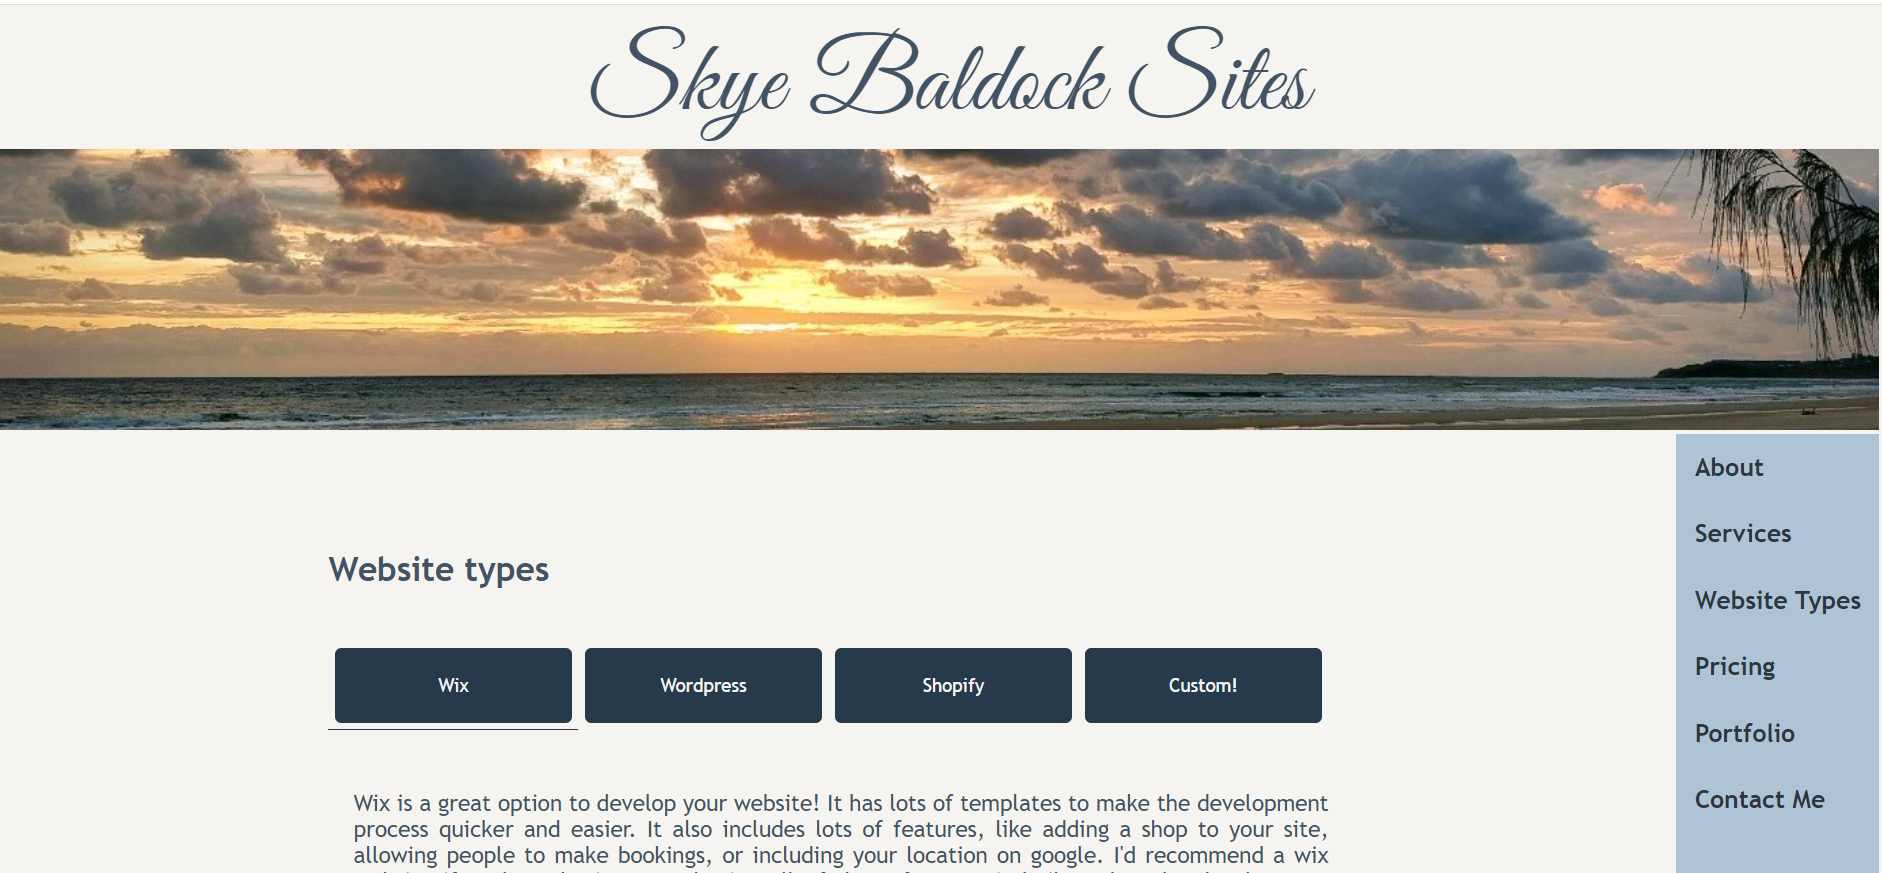 Skye Baldock Sites
About
Services
Website Types
Pricing
Portfolio
Contact Me
Website types
Wix
Wordpress
Shopify
Custom!
Wix is a great option to develop your website! It has lots of templates to make the development
process quicker and easier. It also includes lots of features, like adding a shop to your site,
allowing people to make bookings, or including your location on google. I'd recommend a wix